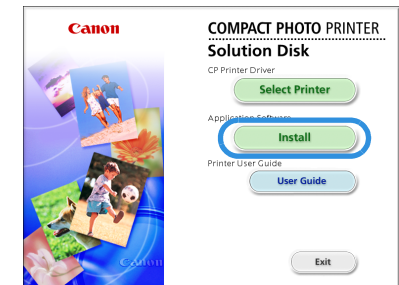 Canon
COMPACT PHOTO PRINTER
Solution Disk
CP Printer Driver
Select Printer
Application Software
Install
Printer User Guide
User Guide
Canon
Exit